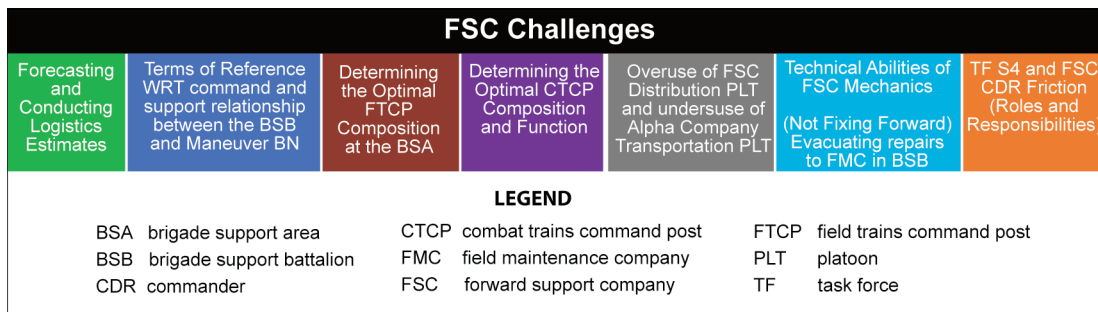 FSC Challenges
Forecasting
and
Conducting
Logistics
Estimates
Terms of Reference
WRT command and
support relationship
between the BSB
and Maneuver BN
Determining
the Optimal
FTCP
Composition
at the BSA
Determining the
Optimal CTCP
Composition
and Function
Overuse of FSC
Distribution PLT
and undersuse of
Alpha Company
Transportation PLT
Technical Abilities of
FSC Mechanics
(Not Fixing Forward)
Evacuating repairs
to FMC in BSB
TF S4 and FSC
CDR Friction
(Roles and
Responsibilities)
LEGEND
BSA brigade support area
BSB brigade support battalion
CDR commander
CTCP combat trains command post
FMC field maintenance company
FSC forward support company
FTCP field trains command post
PLT platoon
TF task force